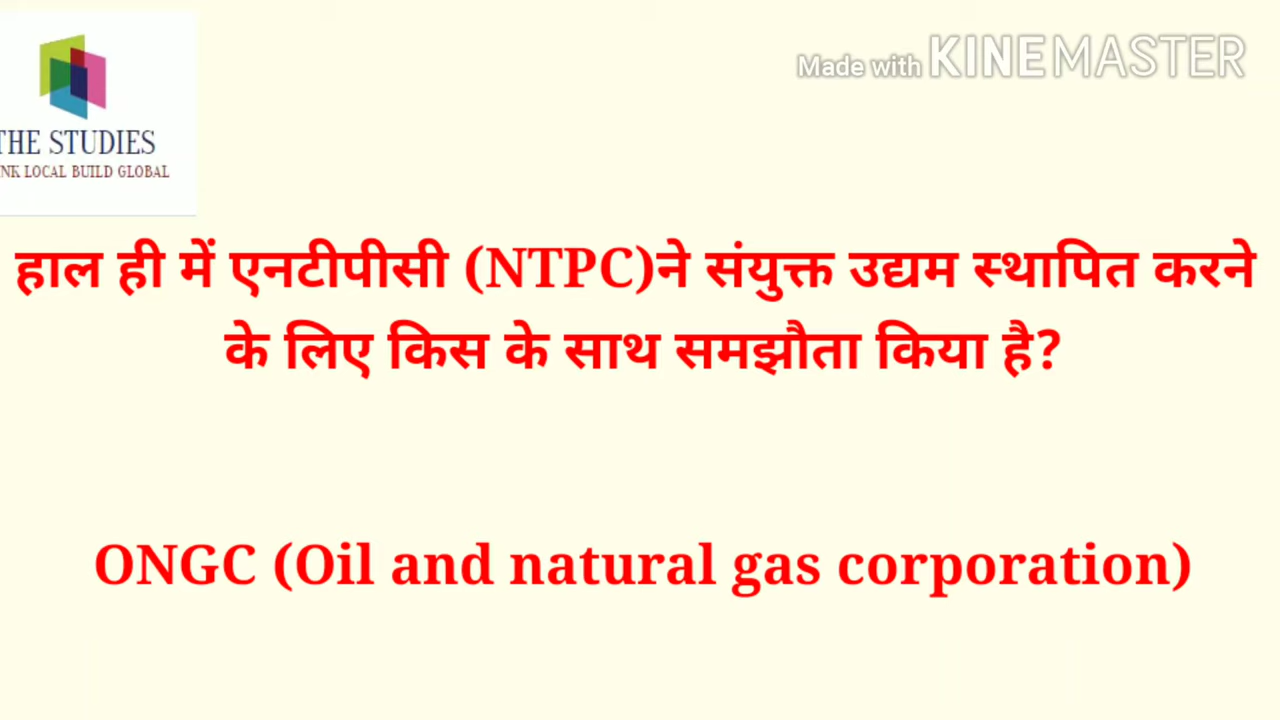 Made with KINEMASTER
THE STUDIES
NK LOCAL BUILD GLOBAL
हाल ही में एनटीपीसी (NTPC)ने संयुक्त उद्यम स्थापित करने
के लिए किस के साथ समझौता किया है?
ONGC (Oil and natural gas corporation)